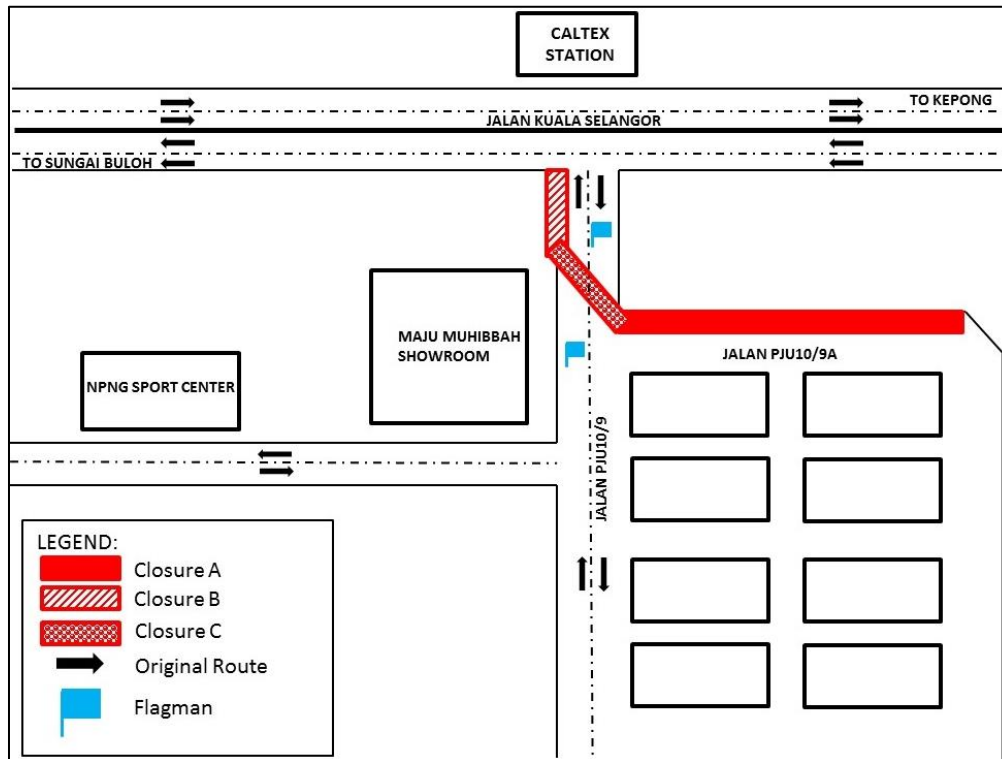 CALTEX
STATION
TO KEPONG
JALAN KUALA SELANGOR
TO SUNGAI BULOH
MAJU MUHIBBAH
SHOWROOM
JALAN PJU10/9A
NPNG SPORT CENTER
JALAN PJU10/9
LEGEND:
Closure A
Closure B
Closure C
Original Route
Flagman